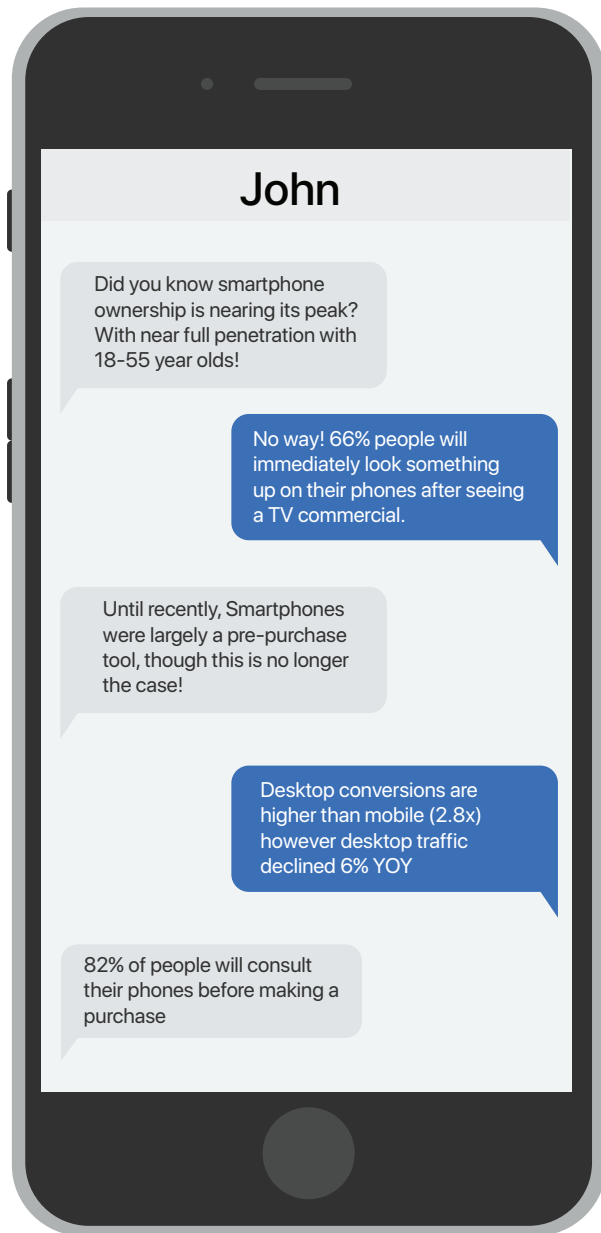 John
Did you know smartphone
ownership is nearing its peak?
With near full penetration with
18-55 year olds!
No way! 66% people will
immediately look something
up on their phones after seeing
a TV commercial.
Until recently, Smartphones
were largely a pre-purchase
tool, though this is no longer
the case!
Desktop conversions are
higher than mobile (2.8x)
however desktop traffic
declined 6% YOY
82% of people will consult
their phones before making a
purchase